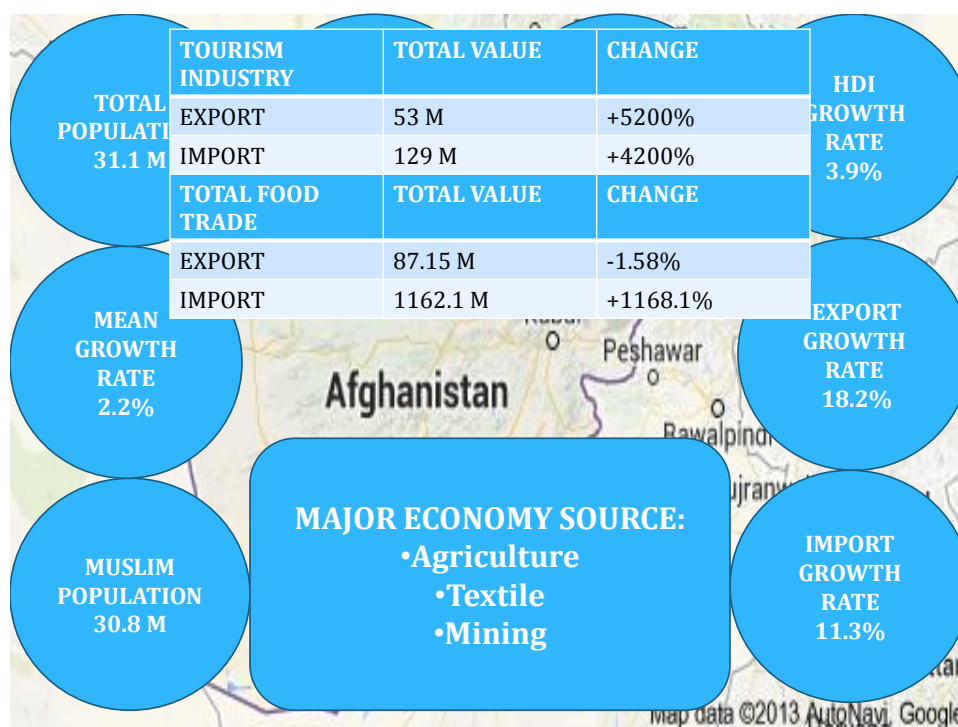 TOURISM INDUSTRY TOTAL VALUE CHANGE
EXPORT 53 M +5200%
IMPORT 129 M +4200%
TOTAL FOOD TRADE TOTAL VALUE CHANGE
EXPORT 87.15 M -1.58%
IMPORT 1162.1 M +1168.1%
TOTAL
POPULATI
31.1 M
HDI
GROWTH
RATE
3.9%
MEAN
GROWTH
RATE
2.2%
EXPORT
GROWTH
RATE
18.2%
Peshawar
Afghanistan
Rawalpindi
MAJOR ECONOMY SOURCE:
•Agriculture
•Textile
•Mining
MUSLIM
POPULATION
30.8 M
IMPORT
GROWTH
RATE
11.3%
Map data ©2013 AutoNavi, Google